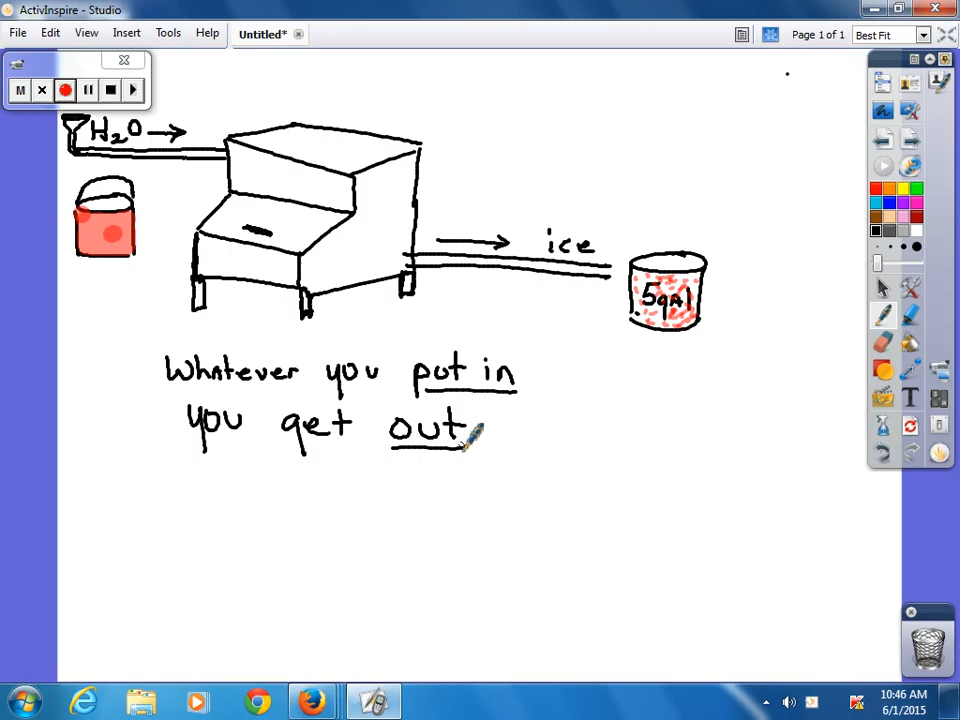 ActivInspire - Studio
File Edit View Insert Tools Help Untitled* Page 1 of 1 Best Fit
M
H₂O →
→ ice
5gal
Whatever you put in
you get out
10:46 AM
6/1/2015